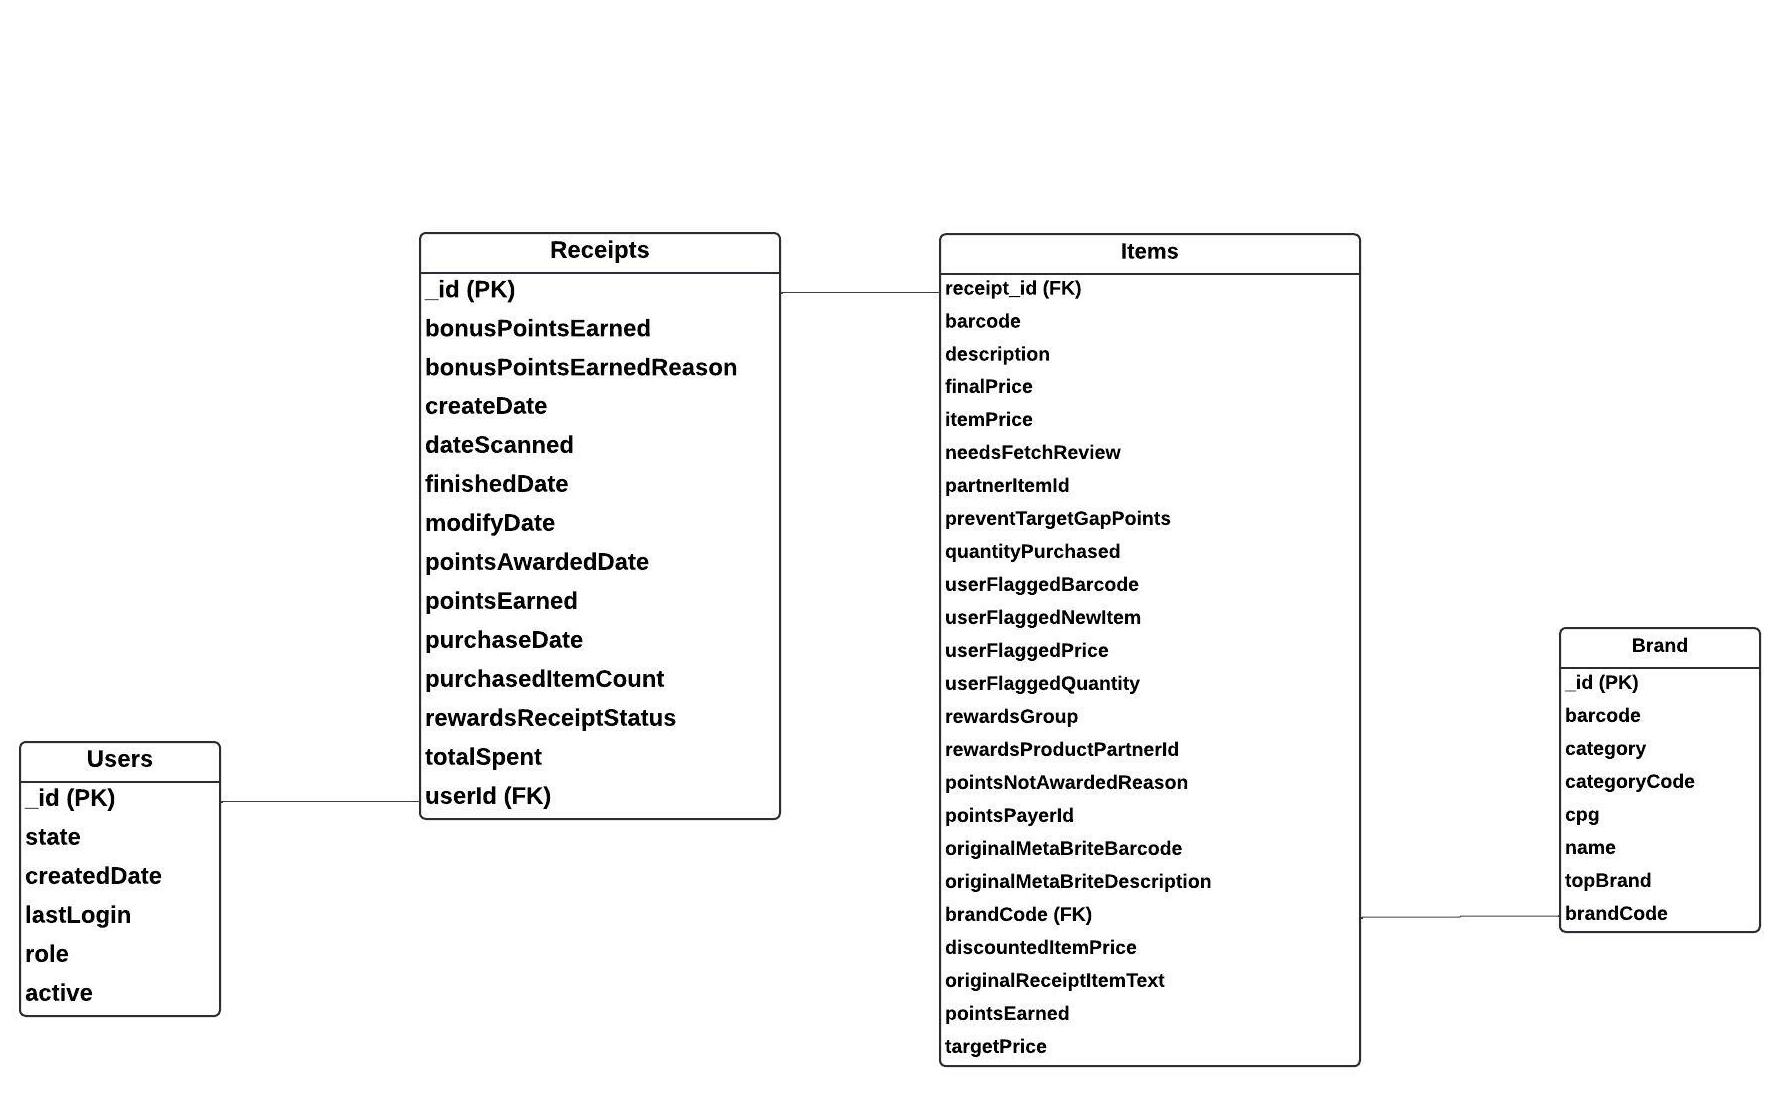 Receipts
_id (PK)
bonusPointsEarned
bonusPointsEarnedReason
createDate
dateScanned
finishedDate
modifyDate
pointsAwardedDate
pointsEarned
purchaseDate
purchasedItemCount
rewardsReceiptStatus
totalSpent
userId (FK)
Items
receipt_id (FK)
barcode
description
finalPrice
itemPrice
needsFetchReview
partnerItemId
preventTargetGapPoints
quantityPurchased
userFlaggedBarcode
userFlaggedNewItem
userFlaggedPrice
userFlaggedQuantity
rewardsGroup
rewardsProductPartnerId
pointsNotAwardedReason
pointsPayerId
originalMetaBriteBarcode
originalMetaBriteDescription
brandCode (FK)
discountedItemPrice
originalReceiptItemText
pointsEarned
targetPrice
Brand
_id (PK)
barcode
category
categoryCode
cpg
name
topBrand
brandCode
Users
_id (PK)
state
createdDate
lastLogin
role
active